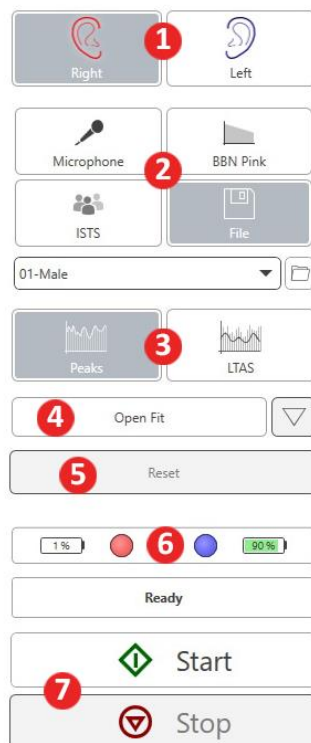 1
Right Left
2
Microphone BBN Pink
ISTS File
01-Male
3
Peaks LTAS
4 Open Fit
5 Reset
1 % 6 90 %
Ready
Start
7
Stop